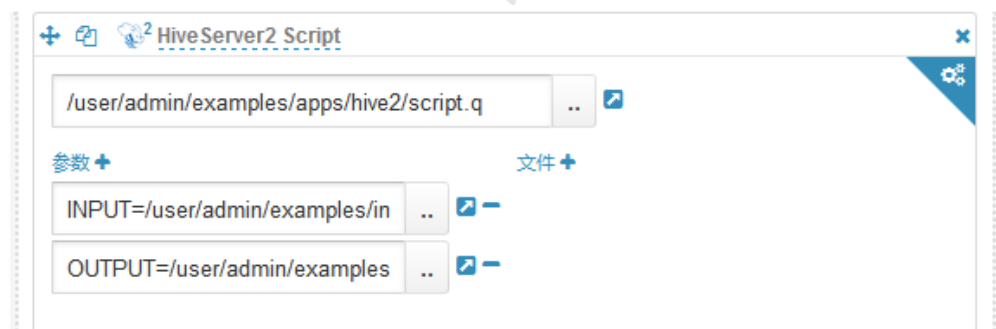 HiveServer2 Script
/user/admin/examples/apps/hive2/script.q ..
参数 文件
INPUT=/user/admin/examples/in ..
OUTPUT=/user/admin/examples ..